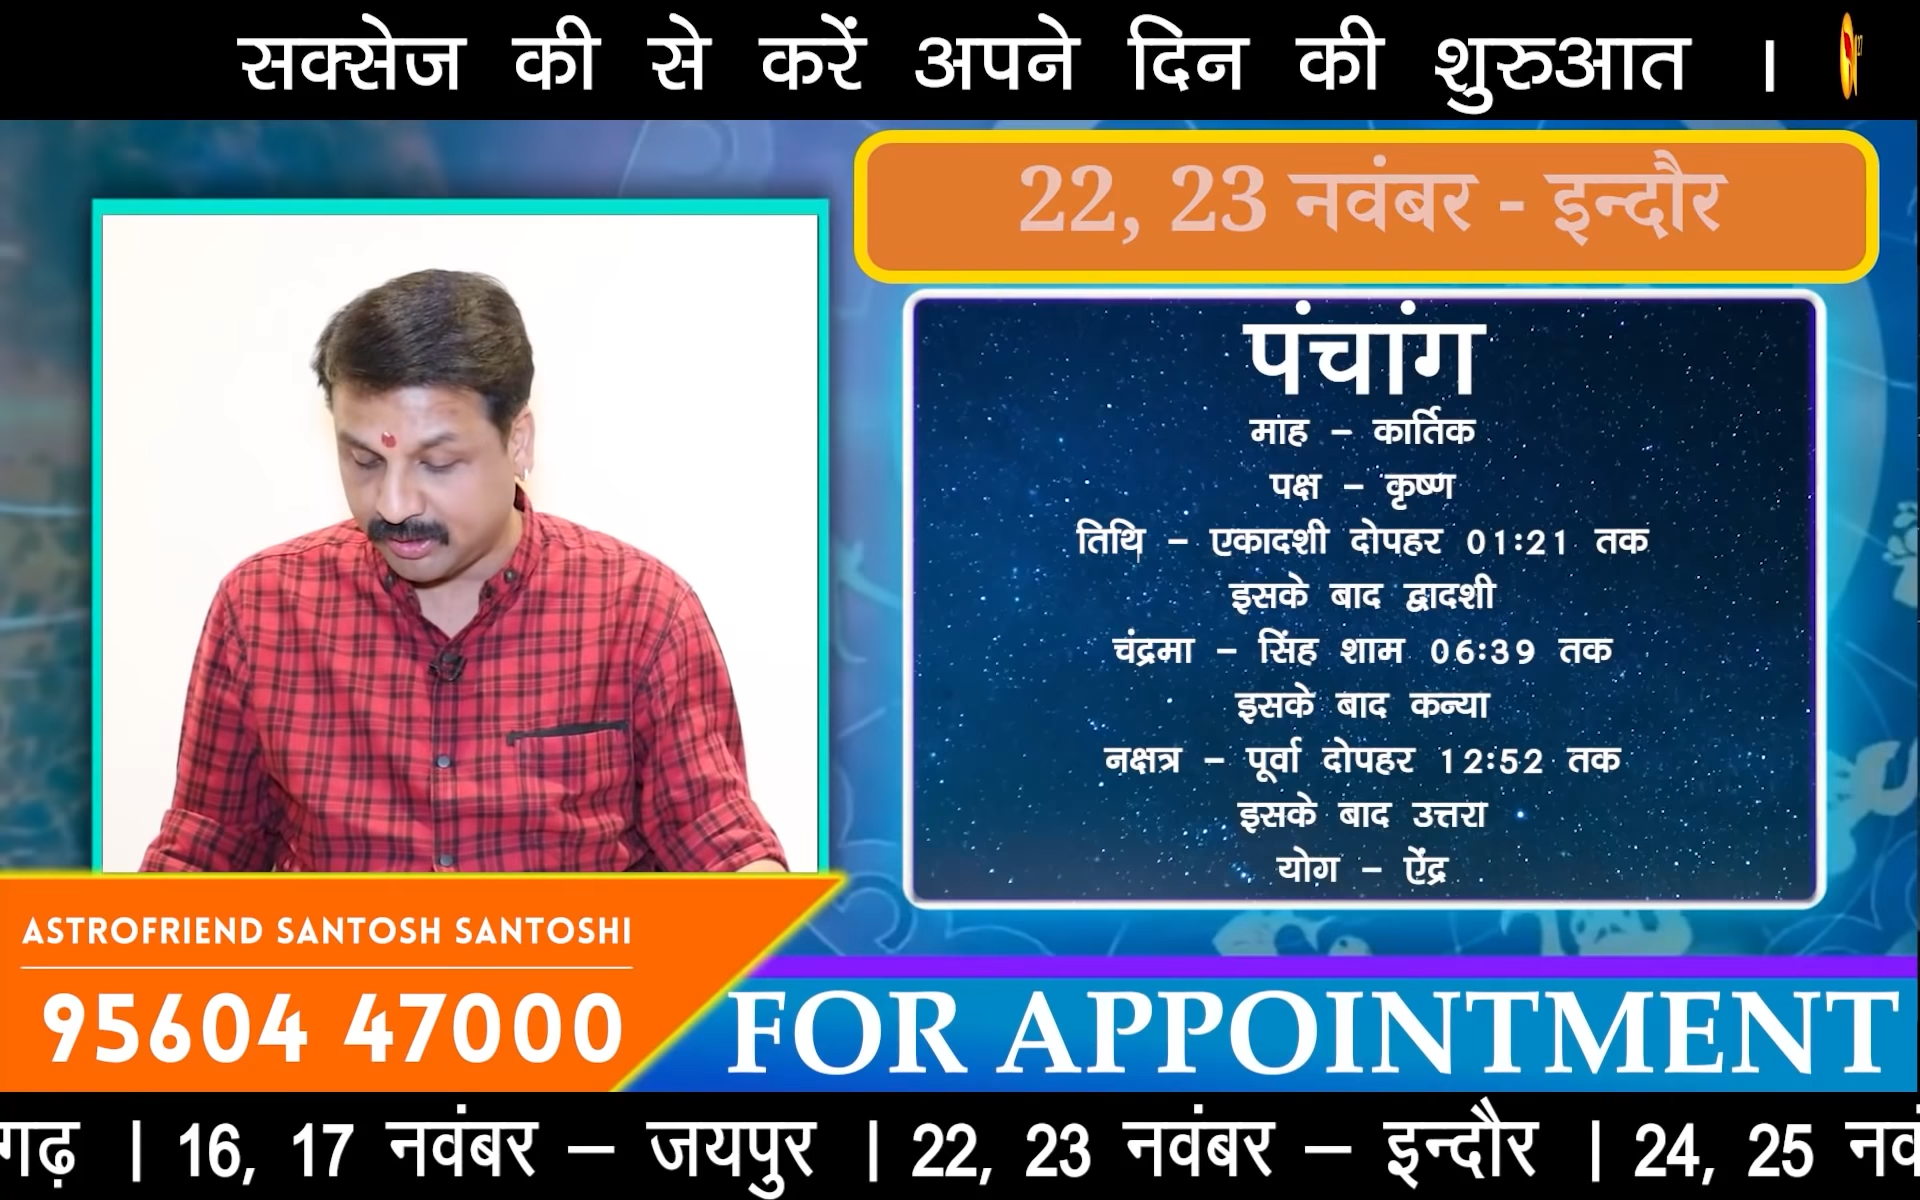 सक्सेज की से करें अपने दिन की शुरुआत ।
22, 23 नवंबर - इन्दौर
पंचांग
मांह – कार्तिक
पक्ष – कृष्ण
तिथि – एकादशी दोपहर 01:21 तक
इसके बाद द्वादशी
चंद्रमा – सिंह शाम 06:39 तक
इसके बाद कन्या
नक्षत्र – पूर्वा दोपहर 12:52 तक
इसके बाद उत्तरा
योग – ऐंद्र
ASTROFRIEND SANTOSH SANTOSHI
95604 47000
FOR APPOINTMENT
गढ़ | 16, 17 नवंबर – जयपुर | 22, 23 नवंबर – इन्दौर | 24, 25